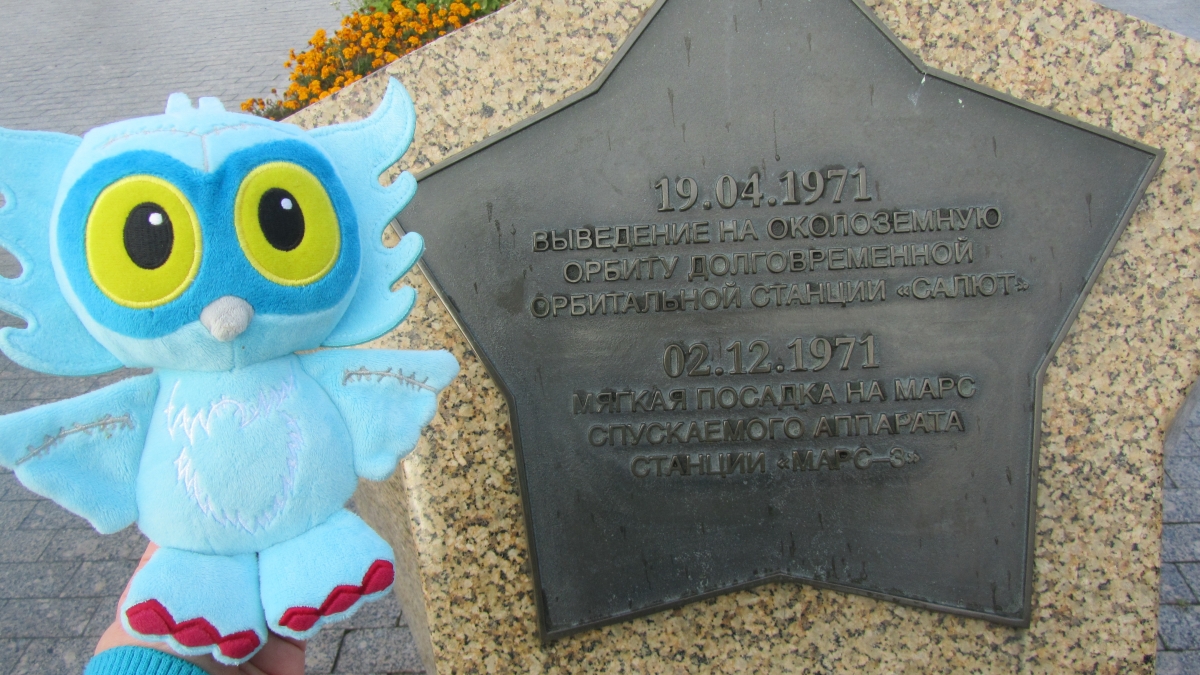 19.04.1971
ВЫВЕДЕНИЕ НА ОКОЛОЗЕМНУЮ
ОРБИТУ ДОЛГОВРЕМЕННОЙ
ОРБИТАЛЬНОЙ СТАНЦИИ «САЛЮТ»
02.12.1971
МЯГКАЯ ПОСАДКА НА МАРС
СПУСКАЕМОГО АППАРАТА
СТАНЦИИ «МАРС–3»